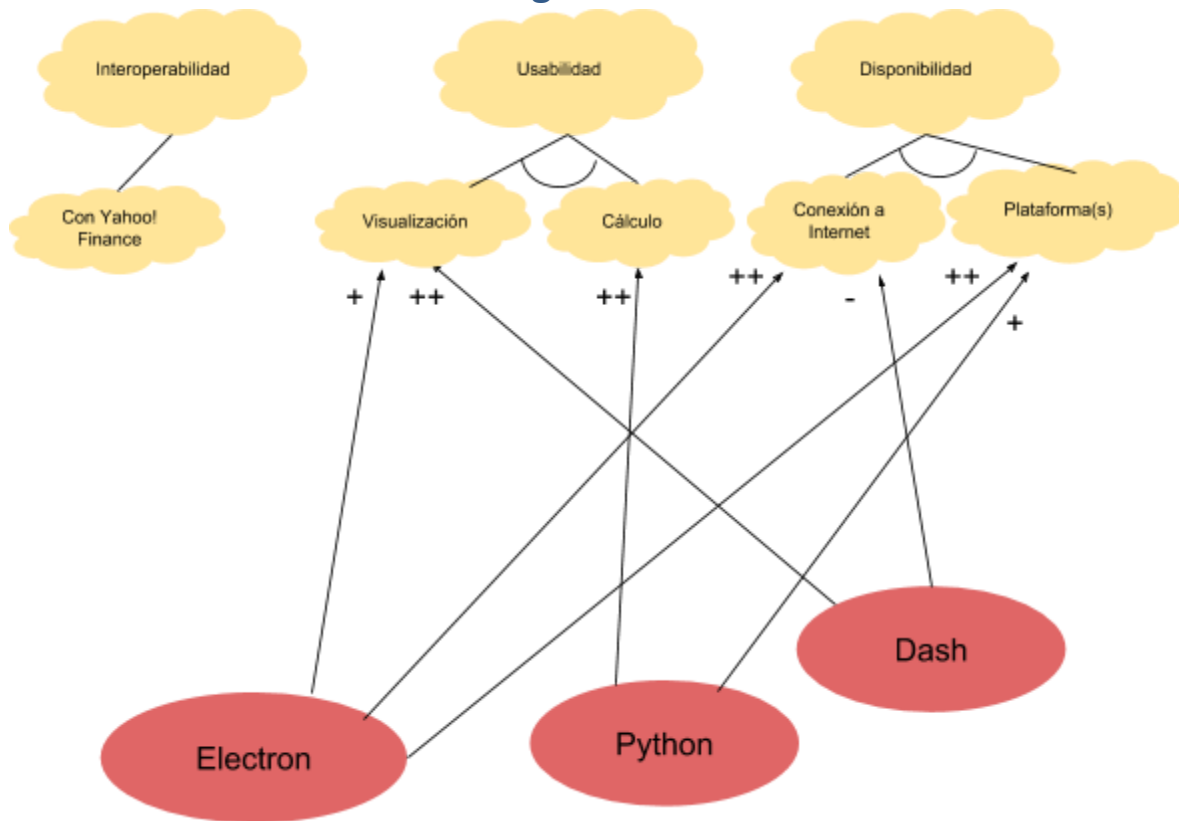 Interoperabilidad
Usabilidad
Disponibilidad
Con Yahoo!
Finance
Visualización
Cálculo
Conexión a
Internet
Plataforma(s)
+
++
++
++
-
++
+
Dash
Python
Electron